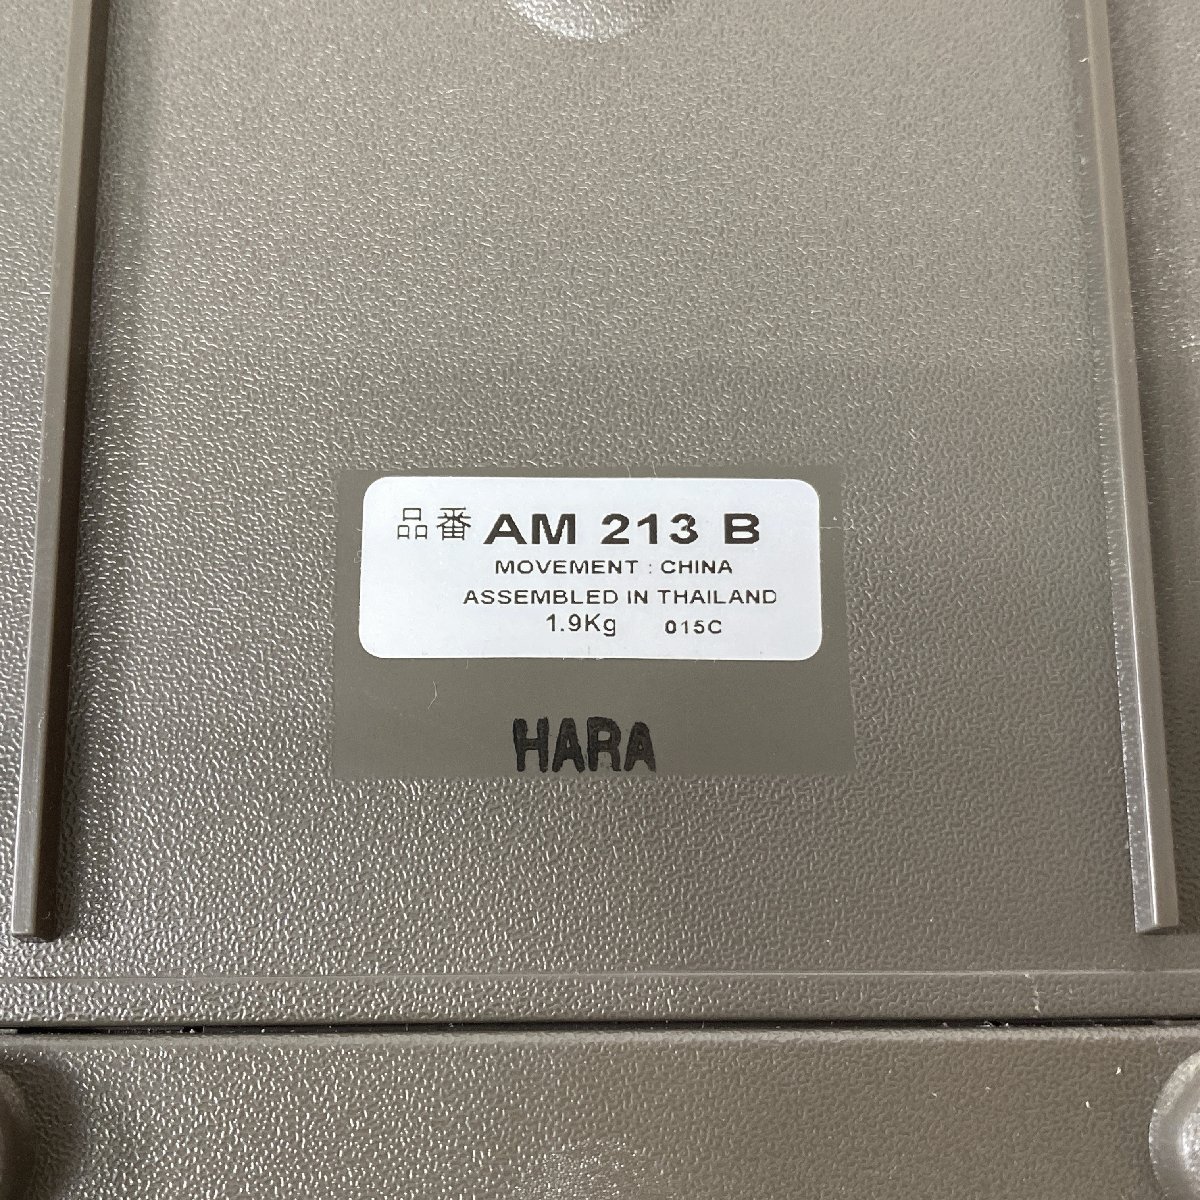 品番 AM 213 B
MOVEMENT : CHINA
ASSEMBLED IN THAILAND
1.9Kg 015C
HARA